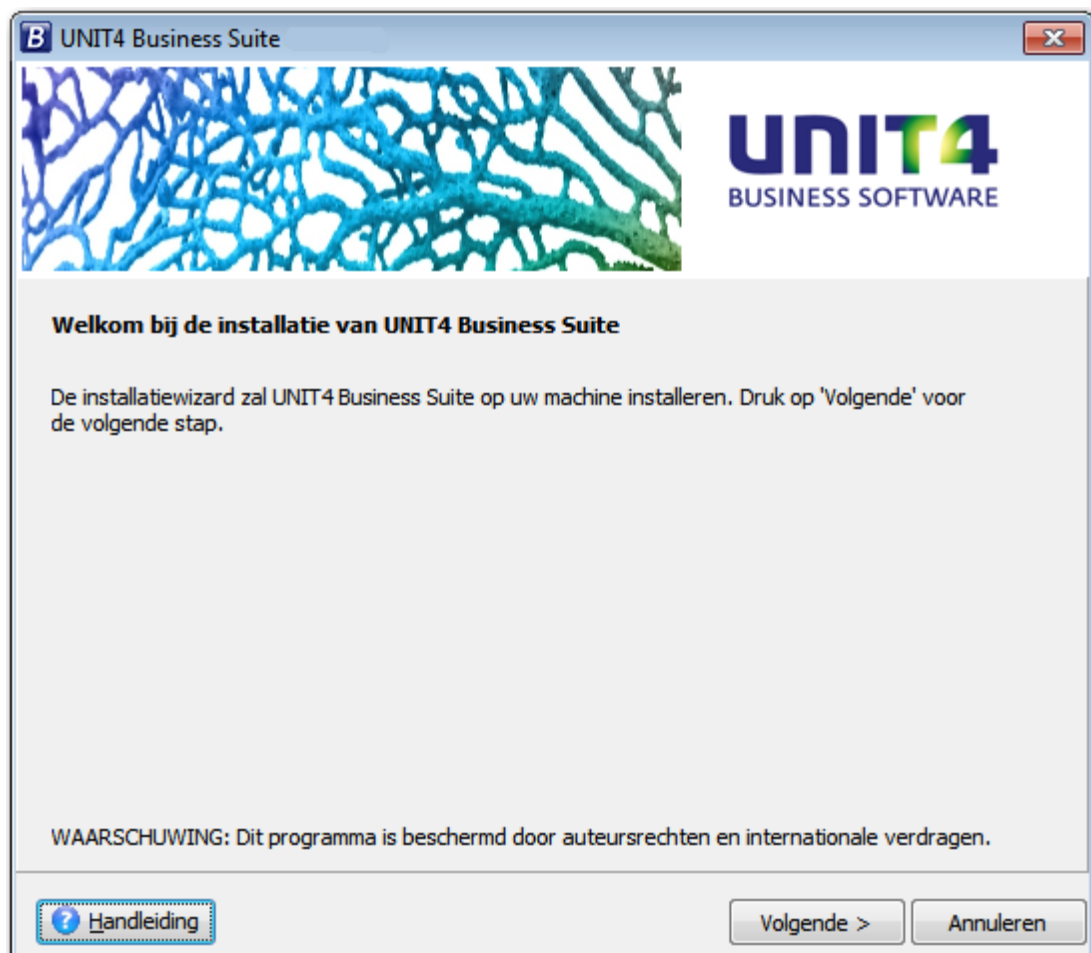 UNIT4 Business Suite
UNIT4
BUSINESS SOFTWARE
Welkom bij de installatie van UNIT4 Business Suite
De installatiewizard zal UNIT4 Business Suite op uw machine installeren. Druk op 'Volgende' voor
de volgende stap.
WAARSCHUWING: Dit programma is beschermd door auteursrechten en internationale verdragen.
Handleiding
Volgende >
Annuleren